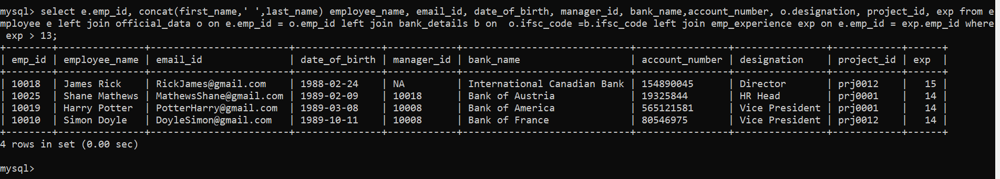 mysql> select e.emp_id, concat(first_name,' ',last_name) employee_name, email_id, date_of_birth, manager_id, bank_name,account_number, o.designation, project_id, exp from e
mployee e left join official_data o on e.emp_id = o.emp_id left join bank_details b on  o.ifsc_code =b.ifsc_code left join emp_experience exp on e.emp_id = exp.emp_id where
 exp > 13;
+--------+---------------+------------------------+---------------+------------+-----------------------------+----------------+----------------+------------+------+
| emp_id | employee_name | email_id               | date_of_birth | manager_id | bank_name                   | account_number | designation    | project_id | exp  |
+--------+---------------+------------------------+---------------+------------+-----------------------------+----------------+----------------+------------+------+
| 10018  | James Rick    | RickJames@gmail.com    | 1988-02-24    | NA         | International Canadian Bank | 154890045      | Director       | prj0012    |   15 |
| 10025  | Shane Mathews | MathewsShane@gmail.com | 1989-02-09    | 10018      | Bank of Austria             | 19325844       | HR Head        | prj0001    |   14 |
| 10019  | Harry Potter  | PotterHarry@gmail.com  | 1989-03-08    | 10008      | Bank of America             | 565121581      | Vice President | prj0001    |   14 |
| 10010  | Simon Doyle   | DoyleSimon@gmail.com   | 1989-10-11    | 10008      | Bank of France              | 80546975       | Vice President | prj0012    |   14 |
+--------+---------------+------------------------+---------------+------------+-----------------------------+----------------+----------------+------------+------+
4 rows in set (0.00 sec)
mysql>